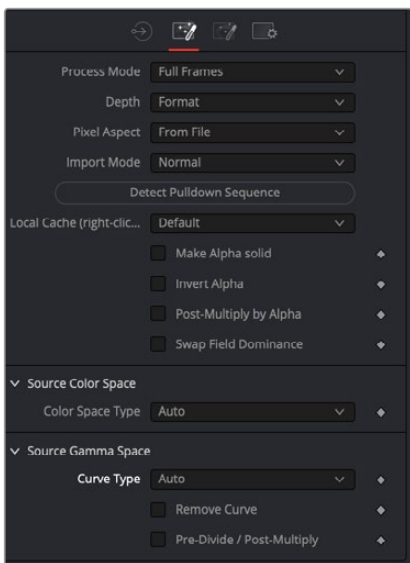 Process Mode Full Frames
Depth Format
Pixel Aspect From File
Import Mode Normal
Detect Pulldown Sequence
Local Cache (right-clic... Default
Make Alpha solid
Invert Alpha
Post-Multiply by Alpha
Swap Field Dominance
Source Color Space
Color Space Type Auto
Source Gamma Space
Curve Type Auto
Remove Curve
Pre-Divide / Post-Multiply